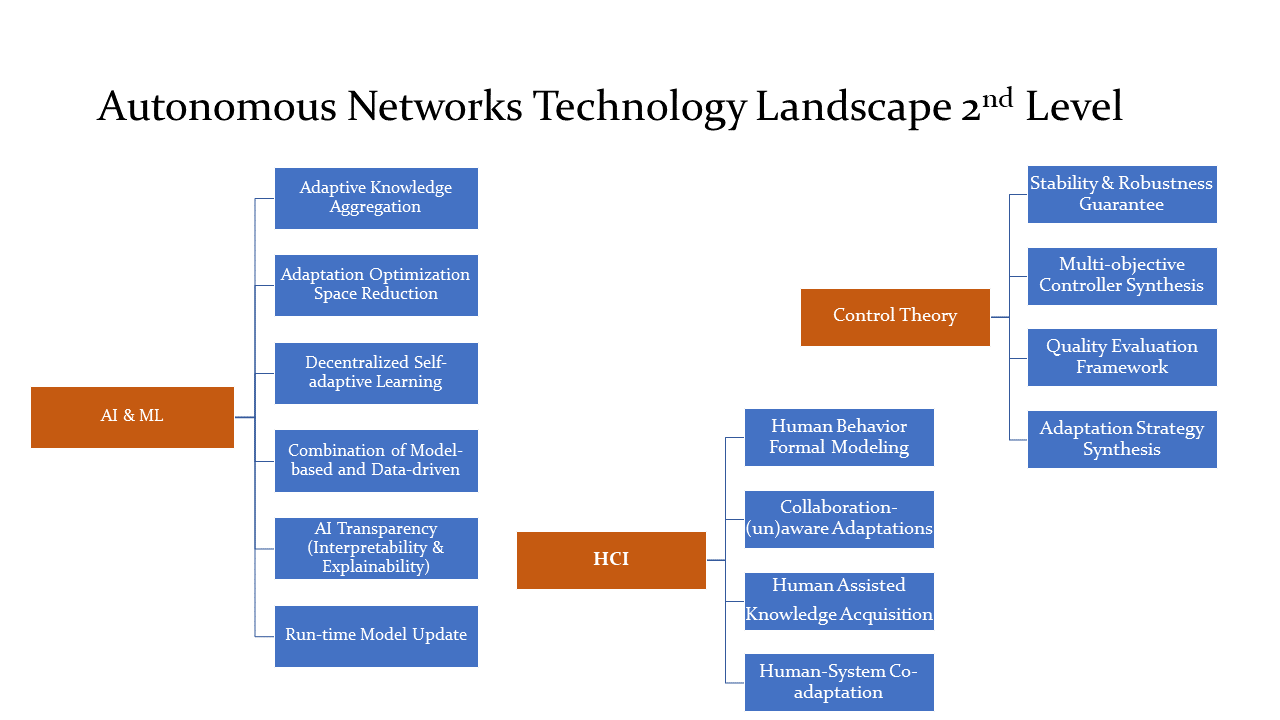 Autonomous Networks Technology Landscape 2nd Level
AI & ML
Adaptive Knowledge
Aggregation
Adaptation Optimization
Space Reduction
Decentralized Self-
adaptive Learning
Combination of Model-
based and Data-driven
AI Transparency
(Interpretability &
Explainability)
Run-time Model Update
HCI
Human Behavior
Formal Modeling
Collaboration-
(un)aware Adaptations
Human Assisted
Knowledge Acquisition
Human-System Co-
adaptation
Control Theory
Stability & Robustness
Guarantee
Multi-objective
Controller Synthesis
Quality Evaluation
Framework
Adaptation Strategy
Synthesis